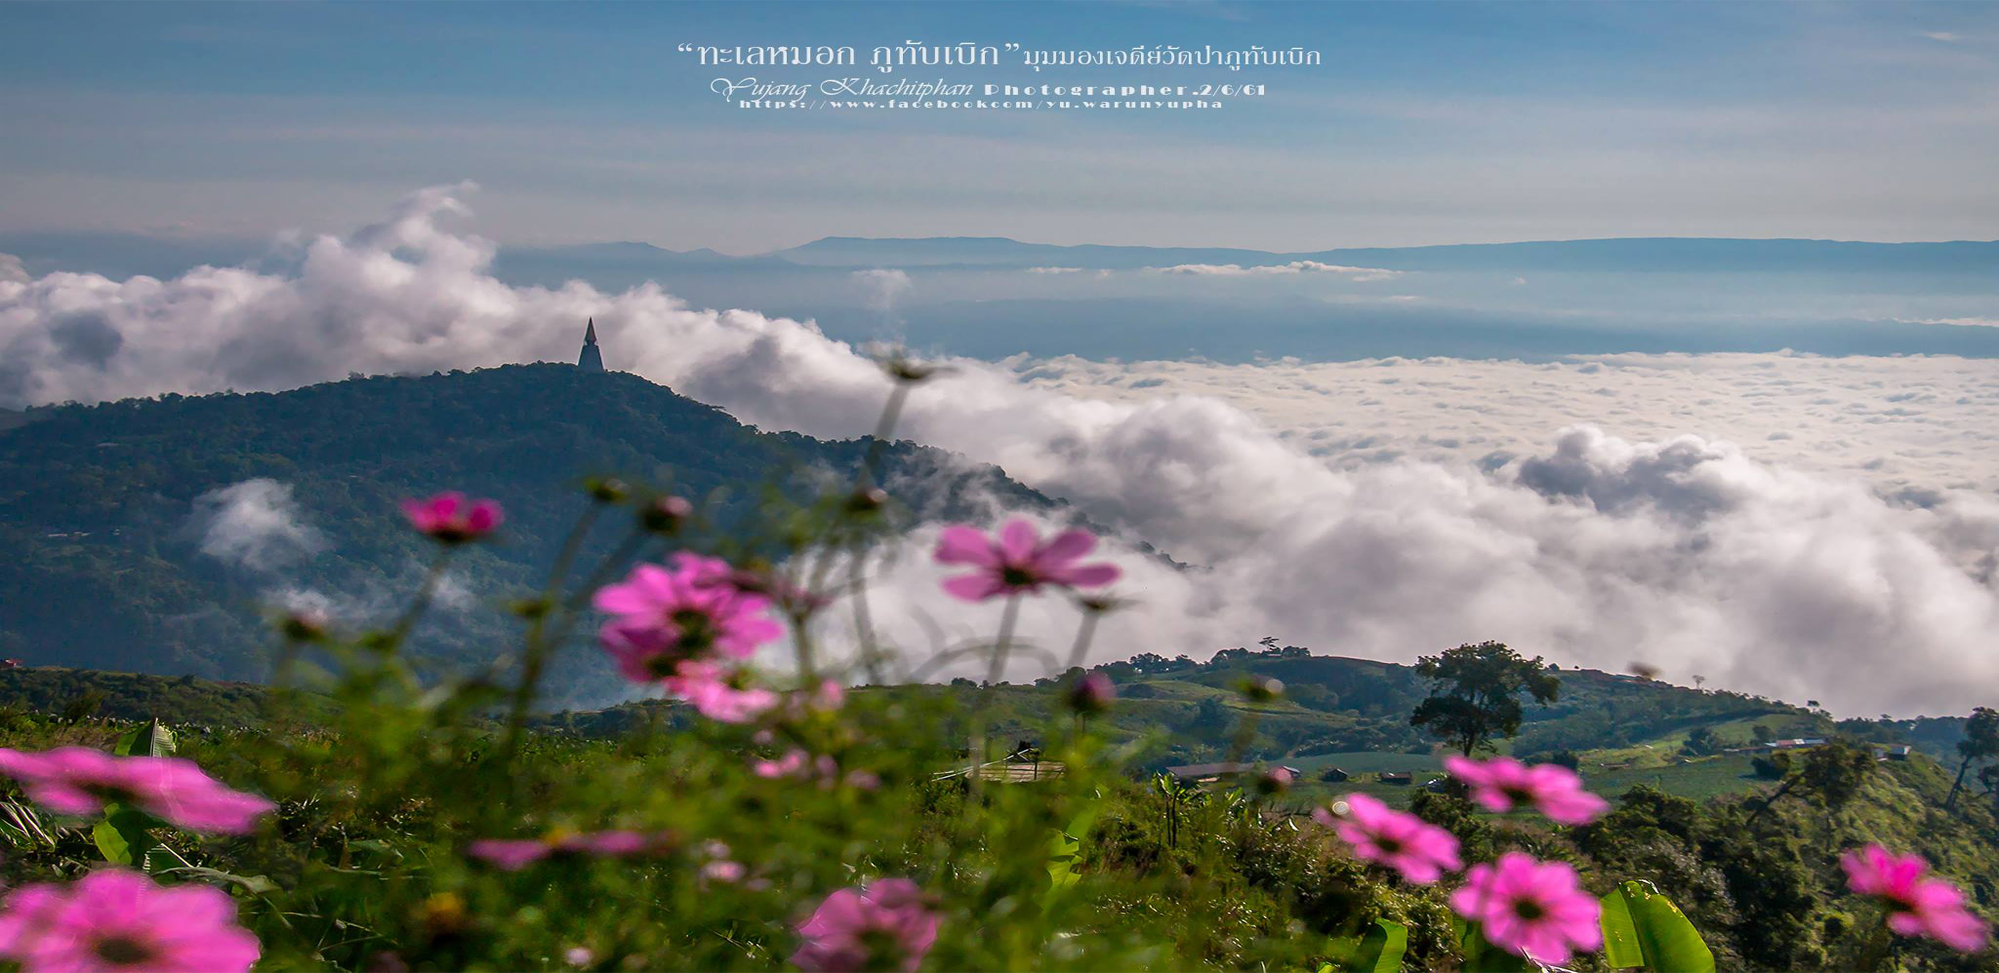 “ทะเลหมอก ภูทับเบิก”มุมมองเจดีย์วัดป่าภูทับเบิก
Yujang Khachitphan Photographer.2/6/61
https://www.facebookcom/yu.warunyupha